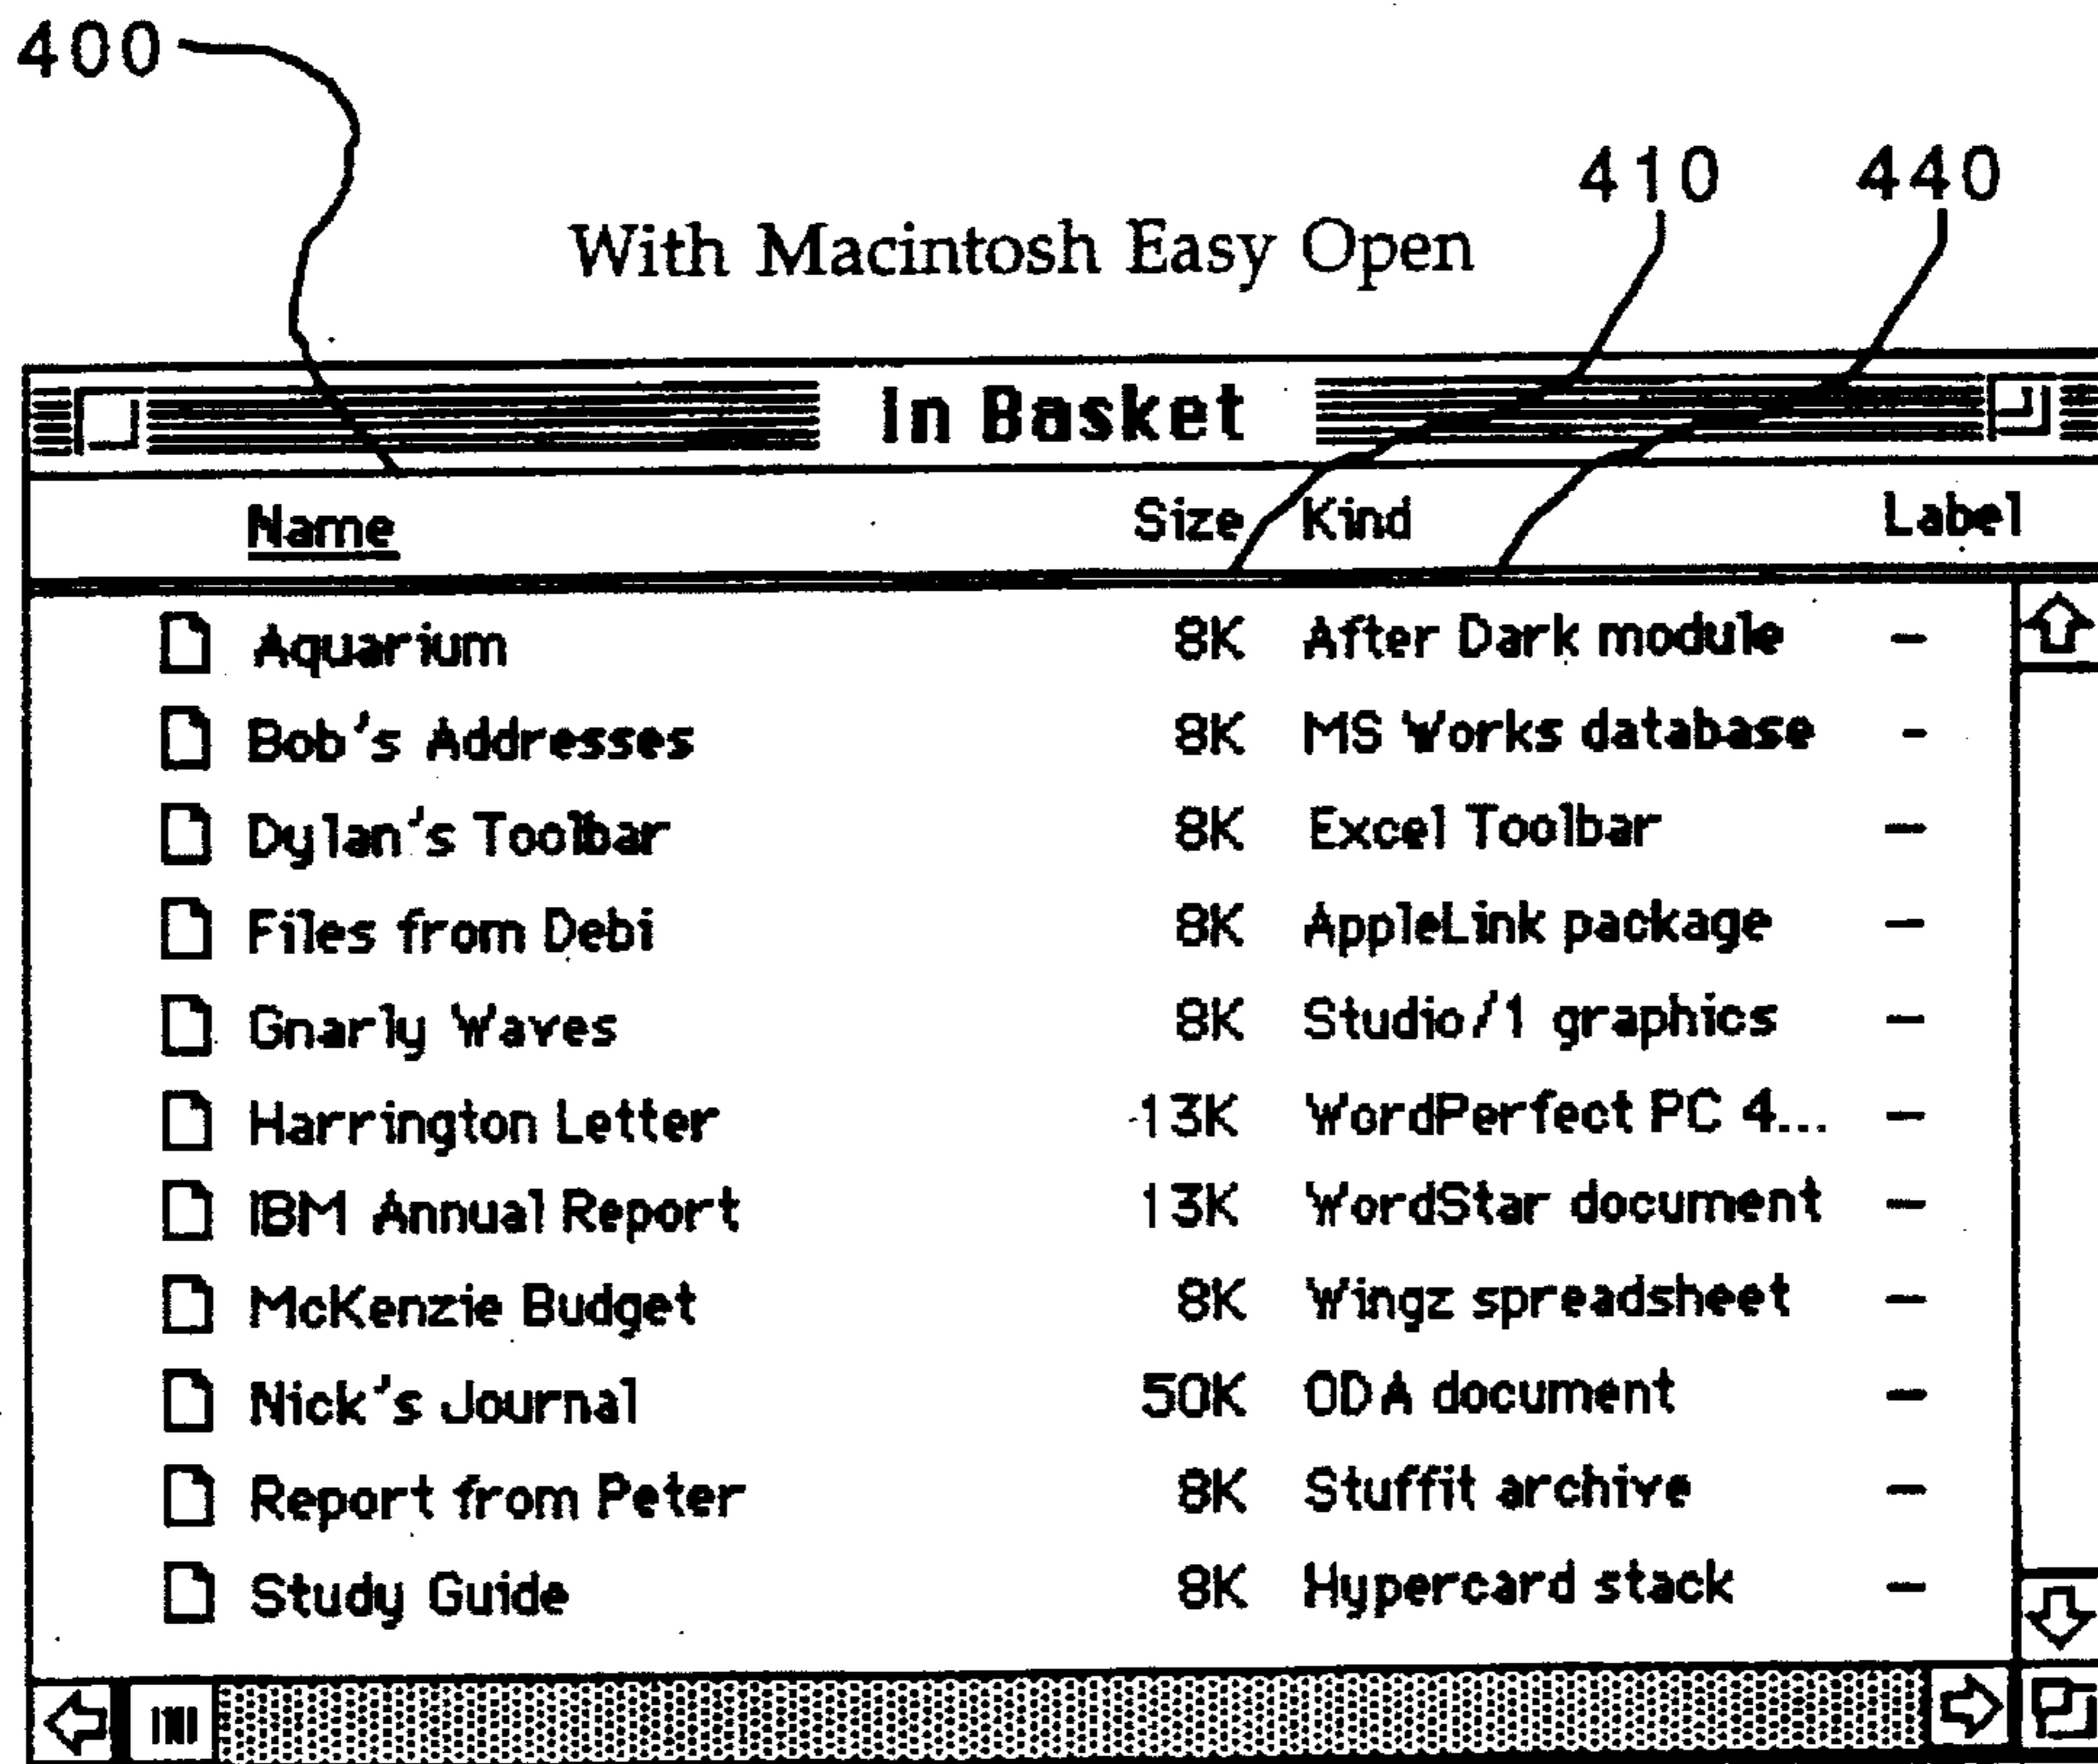 400
410 440
With Macintosh Easy Open
In Basket
Name Size Kind Label
Aquarium 8K After Dark module -
Bob's Addresses 8K MS Works database -
Dylan's Toolbar 8K Excel Toolbar -
Files from Debi 8K AppleLink package -
Gnarly Waves 8K Studio/1 graphics -
Harrington Letter 13K WordPerfect PC 4... -
IBM Annual Report 13K WordStar document -
McKenzie Budget 8K Wingz spreadsheet -
Nick's Journal 50K ODA document -
Report from Peter 8K Stuffit archive -
Study Guide 8K Hypercard stack -